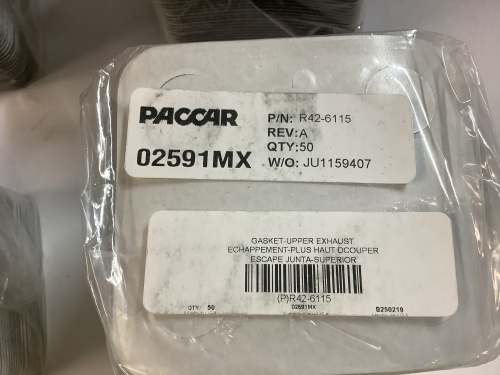 PACCAR
02591MX
P/N: R42-6115
REV:A
QTY:50
W/O: JU1159407
GASKET-UPPER EXHAUST
ECHAPPEMENT-PLUS HAUT DCOUPER
ESCAPE JUNTA-SUPERIOR
(P)R42-6115
QTY: 50
02591MX
B250219